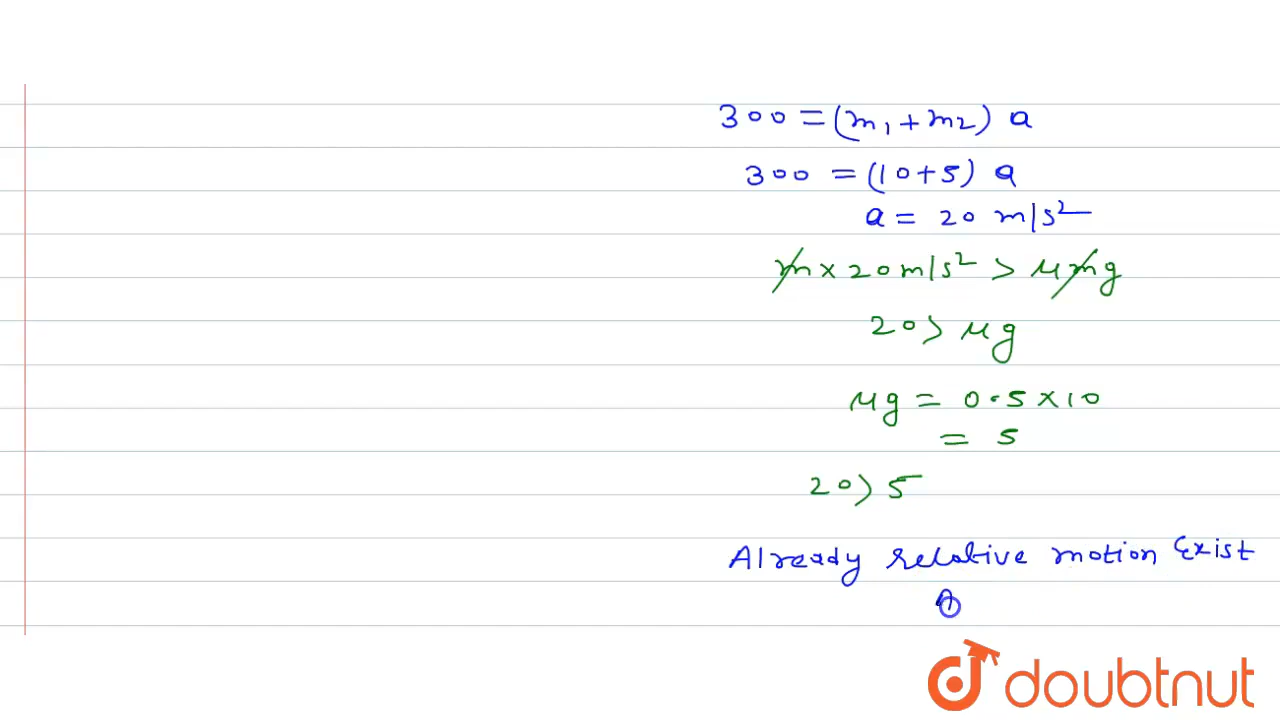 300 = (m₁ + m₂) a
300 = (10+5) a
a = 20 m/s²
m × 20 m/s² > μmg
20 > μg
μg = 0.5 × 10
= 5
20 > 5
Already relative motion Exist
A
doubtnut